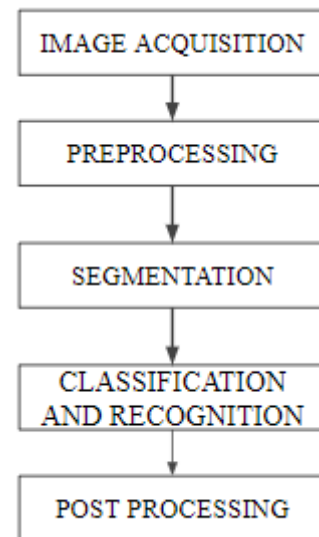 IMAGE ACQUISITION
PREPROCESSING
SEGMENTATION
CLASSIFICATION
AND RECOGNITION
POST PROCESSING